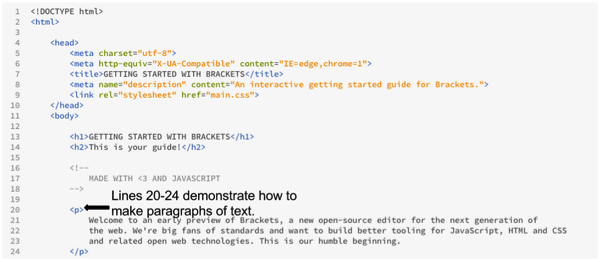 1 <!DOCTYPE html>
2 <html>
3
4 <head>
5 <meta charset="utf-8">
6 <meta http-equiv="X-UA-Compatible" content="IE=edge,chrome=1">
7 <title>GETTING STARTED WITH BRACKETS</title>
8 <meta name="description" content="An interactive getting started guide for Brackets.">
9 <link rel="stylesheet" href="main.css">
10 </head>
11 <body>
12
13 <h1>GETTING STARTED WITH BRACKETS</h1>
14 <h2>This is your guide!</h2>
15
16 <!--
17 MADE WITH <3 AND JAVASCRIPT
18 -->
19
Lines 20-24 demonstrate how to
make paragraphs of text.
20 <p>
21 Welcome to an early preview of Brackets, a new open-source editor for the next generation of
22 the web. We're big fans of standards and want to build better tooling for JavaScript, HTML and CSS
23 and related open web technologies. This is our humble beginning.
24 </p>